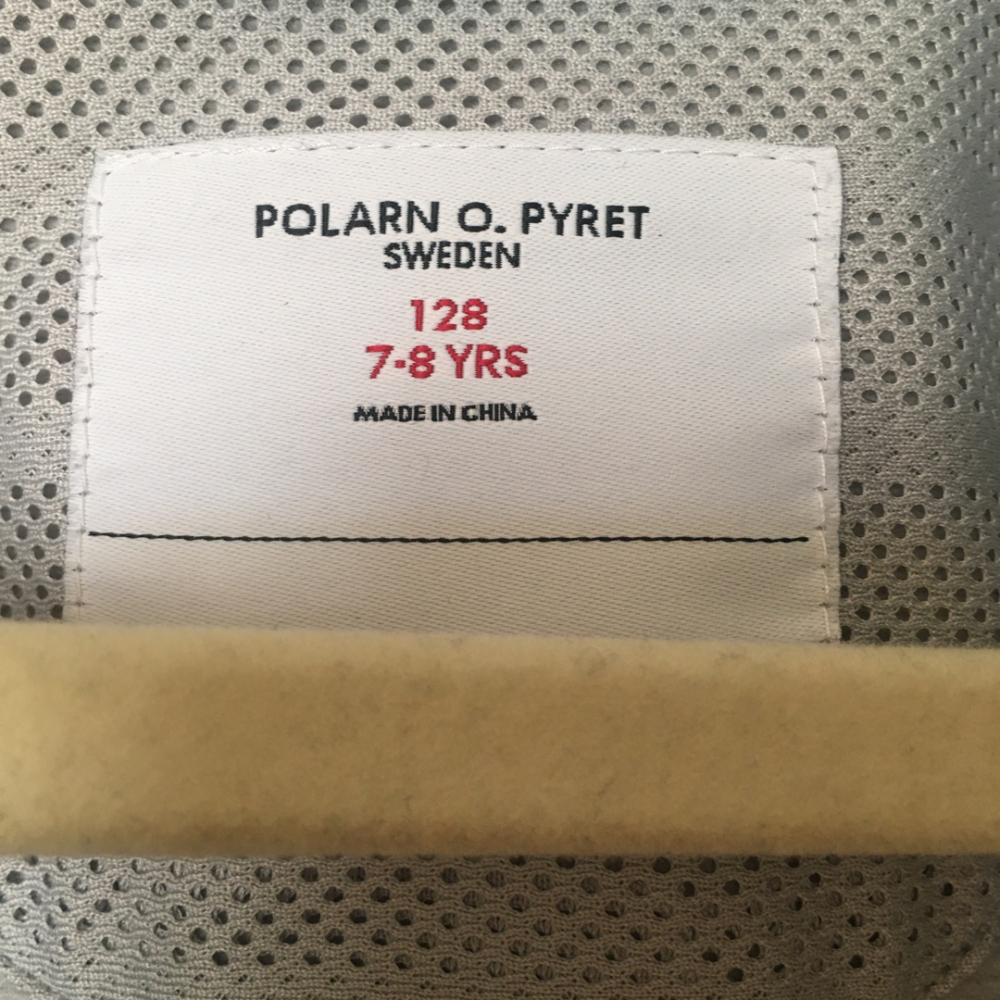 POLARN O. PYRET
SWEDEN
128
7-8 YRS
MADE IN CHINA